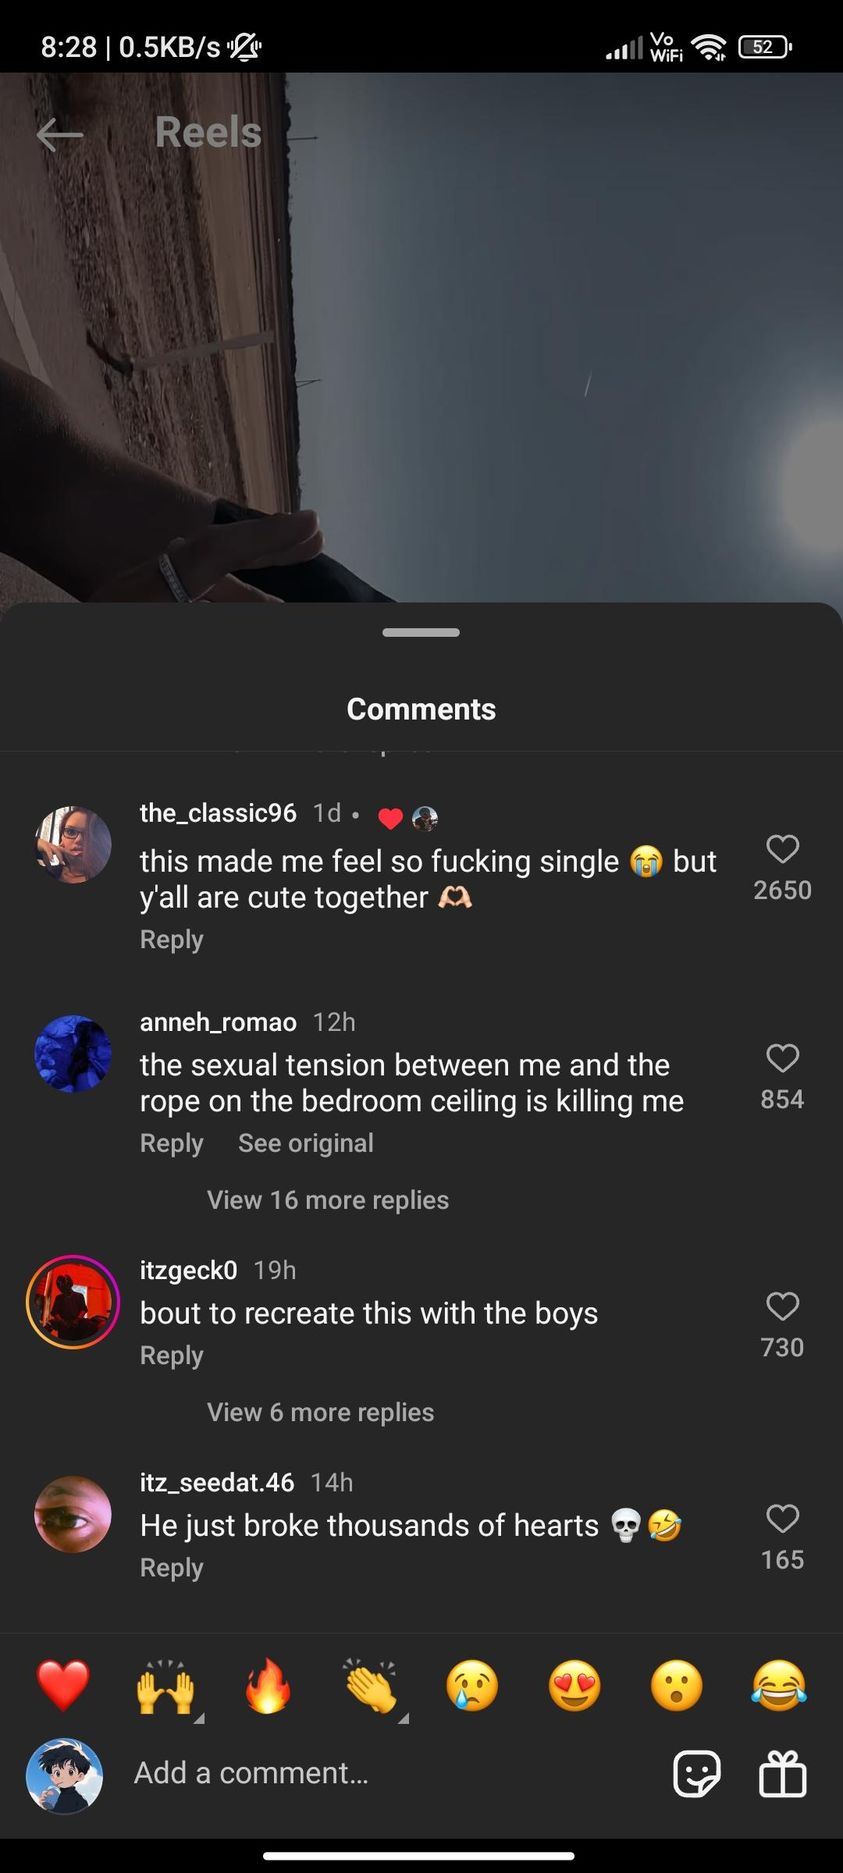 8:28 | 0.5KB/s
Vo
WiFi
52
Reels
Comments
the_classic96 1d •
this made me feel so fucking single 😭 but
y'all are cute together 🫶🏻
2650
Reply
anneh_romao 12h
the sexual tension between me and the
rope on the bedroom ceiling is killing me
854
Reply See original
View 16 more replies
itzgeck0 19h
bout to recreate this with the boys
730
Reply
View 6 more replies
itz_seedat.46 14h
He just broke thousands of hearts 💀🤣
165
Reply
Add a comment...